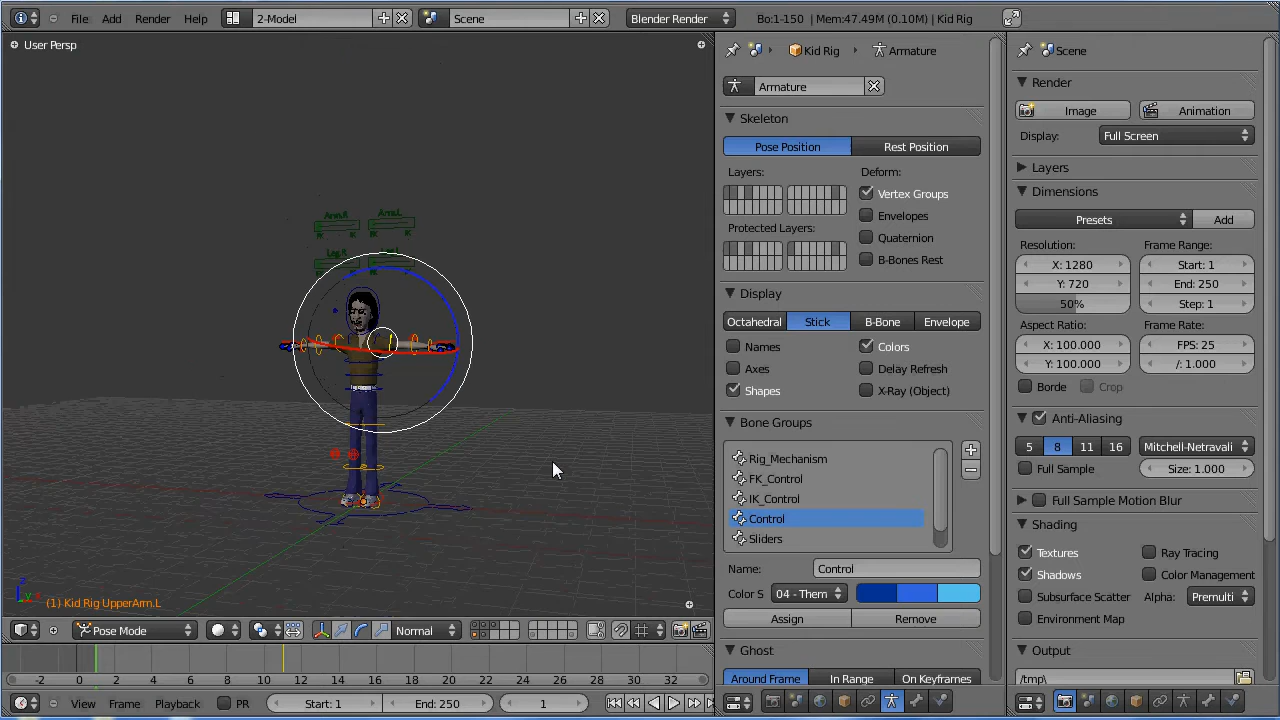 File Add Render Help 2-Model Scene Blender Render Bo:1-150 | Mem:47.49M (0.10M) | Kid Rig
User Persp
Kid Rig Armature
Scene
Armature
Render
Image Animation
Display: Full Screen
Skeleton
Pose Position Rest Position
Layers: Deform:
Vertex Groups
Envelopes
Protected Layers:
Quaternion
B-Bones Rest
Layers
Dimensions
Presets Add
Resolution: Frame Range:
X: 1280 Start: 1
Y: 720 End: 250
50% Step: 1
Aspect Ratio: Frame Rate:
X: 100.000 FPS: 25
Y: 100.000 /: 1.000
Borde Crop
Display
Octahedral Stick B-Bone Envelope
Names Colors
Axes Delay Refresh
Shapes X-Ray (Object)
Anti-Aliasing
5 8 11 16 Mitchell-Netravali
Full Sample Size: 1.000
Full Sample Motion Blur
Bone Groups
Rig_Mechanism
FK_Control
IK_Control
Control
Sliders
Name: Control
Color S 04 - Them
Assign Remove
Shading
Textures Ray Tracing
Shadows Color Management
Subsurface Scatter Alpha: Premulti
Environment Map
Ghost
Around Frame In Range On Keyframes
Output
/tmp\
Arm.R Arm.L
Leg.R
z
y
x
(1) Kid Rig UpperArm.L
Pose Mode Normal
-2 0 2 4 6 8 10 12 14 16 18 20 22 24 26 28 30 32
View Frame Playback PR Start: 1 End: 250 1